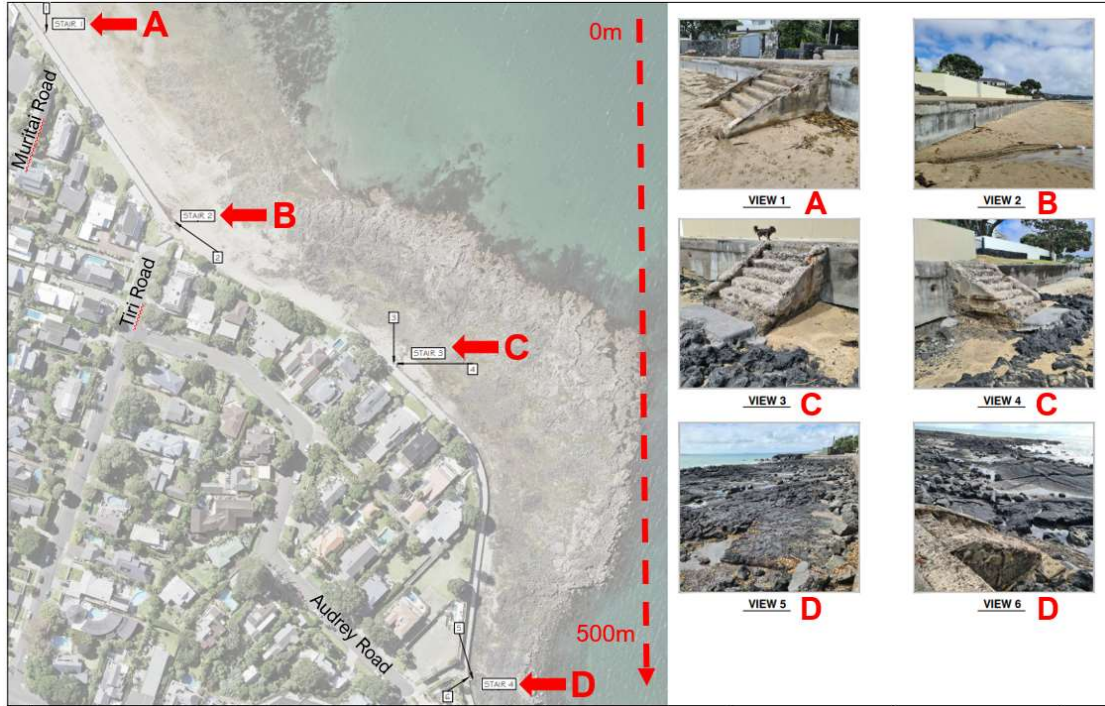 1
STAIR 1
A
0m
Muritai Road
STAIR 2
B
2
Tiri Road
3
STAIR 3
C
4
Audrey Road
5
500m
STAIR 4
D
6
VIEW 1 A
VIEW 2 B
VIEW 3 C
VIEW 4 C
VIEW 5 D
VIEW 6 D